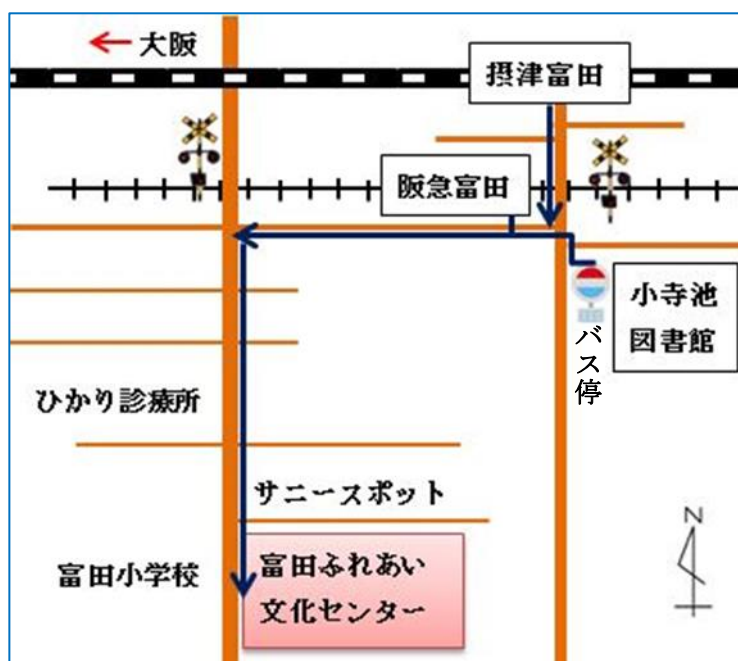 大阪
摂津富田
阪急富田
小寺池
図書館
バス停
ひかり診療所
サニースポット
富田小学校
富田ふれあい
文化センター
N